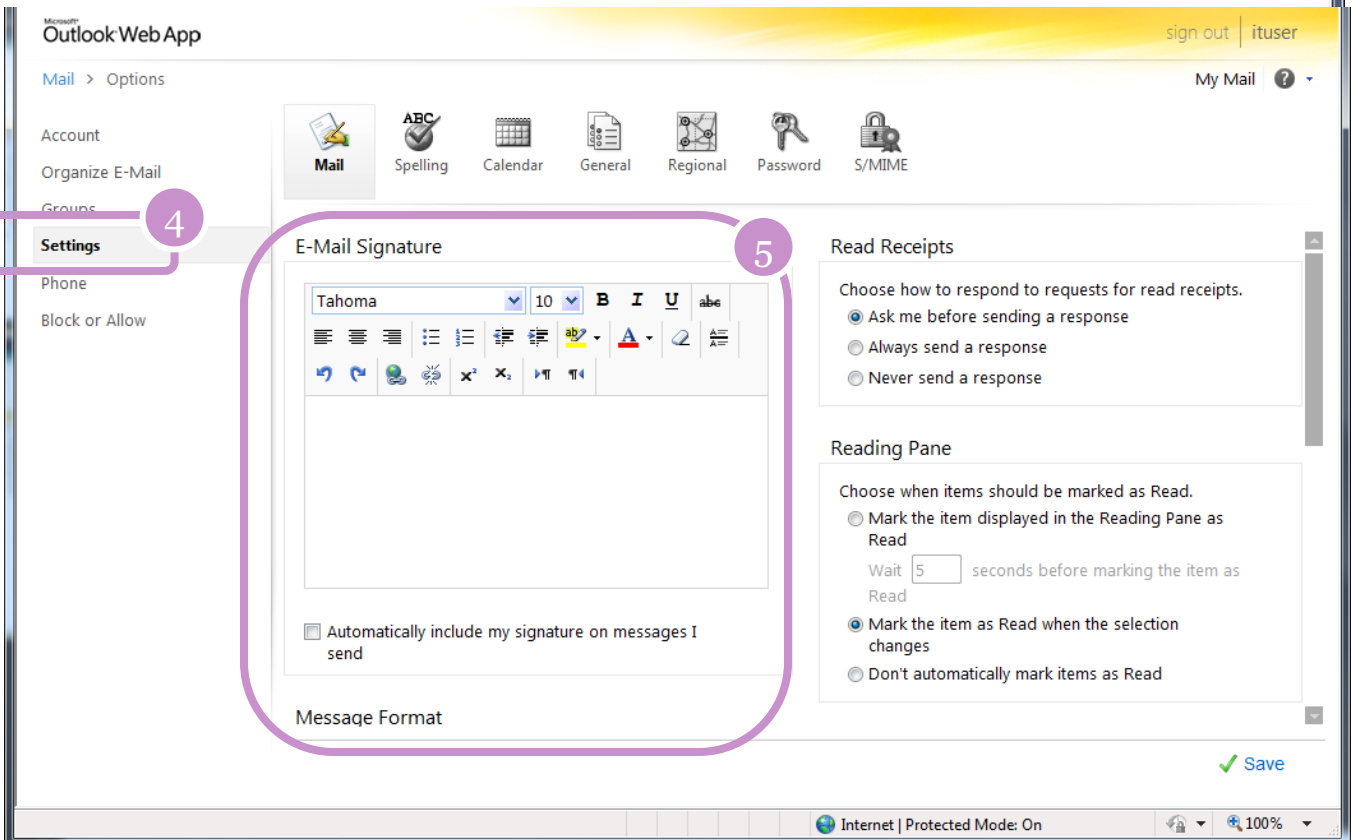 Microsoft®
Outlook Web App
sign out | ituser
Mail > Options
My Mail
Account
Organize E-Mail
Groups
Settings
Phone
Block or Allow
4
Mail
ABC
Spelling
Calendar
General
Regional
Password
S/MIME
E-Mail Signature
5
Tahoma
10
B I U abc
ab A
x² x₂
Automatically include my signature on messages I
send
Message Format
Read Receipts
Choose how to respond to requests for read receipts.
Ask me before sending a response
Always send a response
Never send a response
Reading Pane
Choose when items should be marked as Read.
Mark the item displayed in the Reading Pane as
Read
Wait 5 seconds before marking the item as
Read
Mark the item as Read when the selection
changes
Don't automatically mark items as Read
Save
Internet | Protected Mode: On
100%